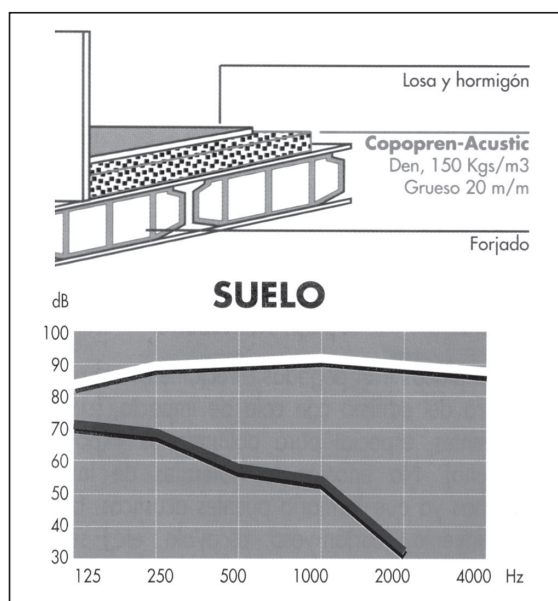 Losa y hormigón
Copopren-Acustic
Den, 150 Kgs/m3
Grueso 20 m/m
Forjado
SUELO
dB
100
90
80
70
60
50
40
30
125 250 500 1000 2000 4000 Hz